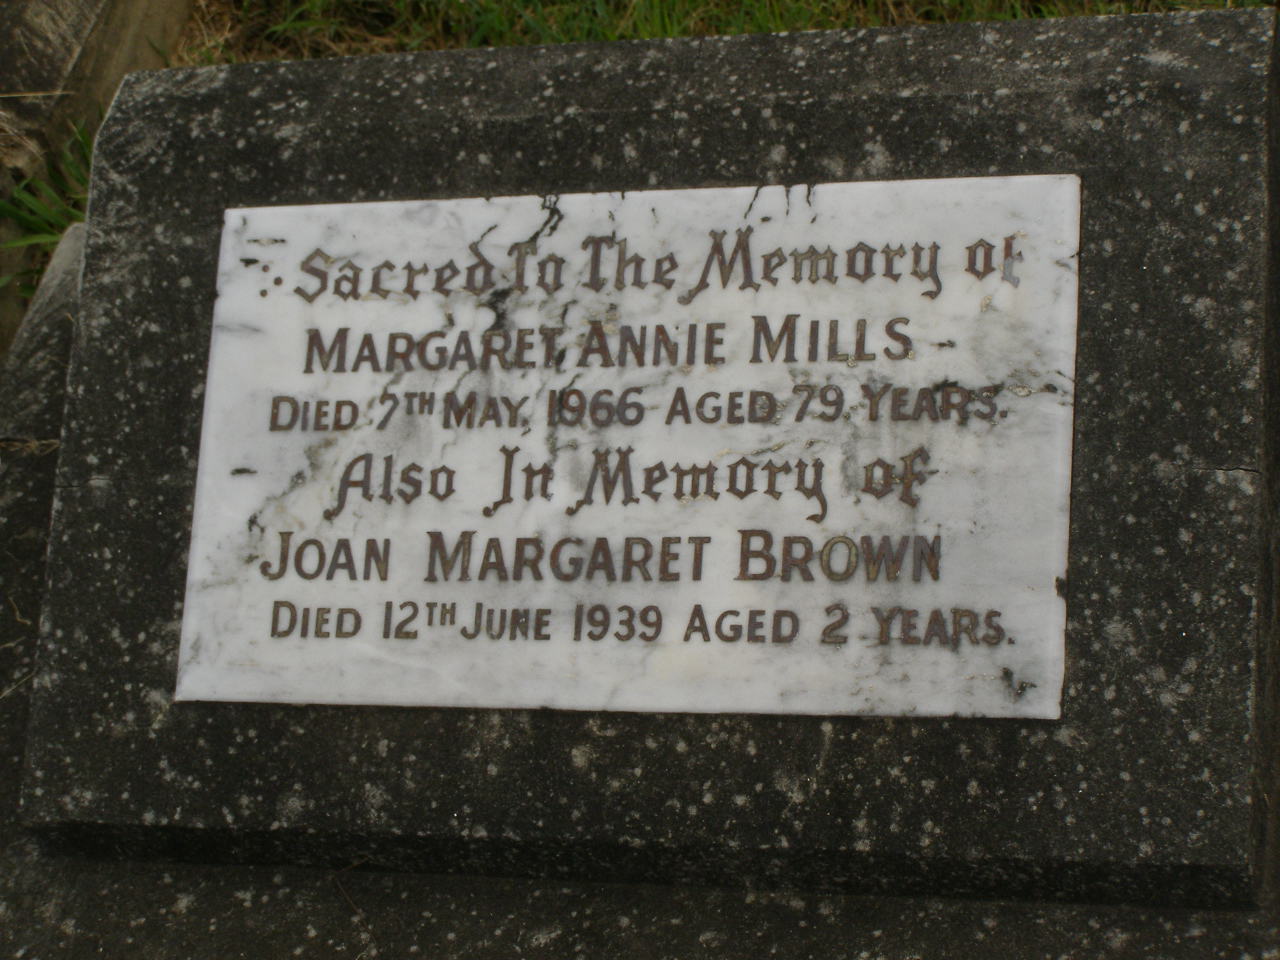 Sacred To The Memory of
MARGARET ANNIE MILLS
DIED 7TH MAY, 1966 AGED 79 YEARS.
Also In Memory of
JOAN MARGARET BROWN
DIED 12TH JUNE 1939 AGED 2 YEARS.